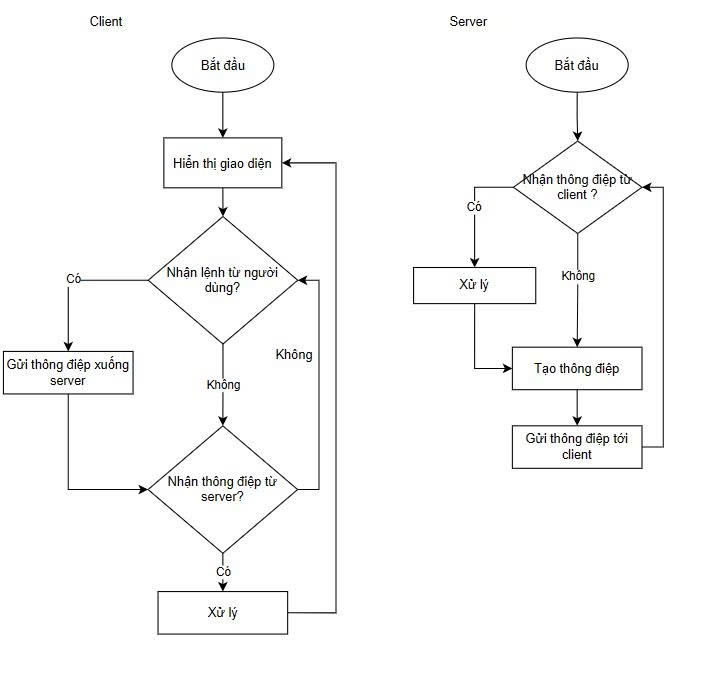 Client
Server
Bắt đầu
Bắt đầu
Hiển thị giao diện
Nhận thông điệp từ
client ?
Có
Không
Nhận lệnh từ người
dùng?
Có
Xử lý
Không
Gửi thông điệp xuống
server
Không
Tạo thông điệp
Gửi thông điệp tới
client
Nhận thông điệp từ
server?
Có
Xử lý